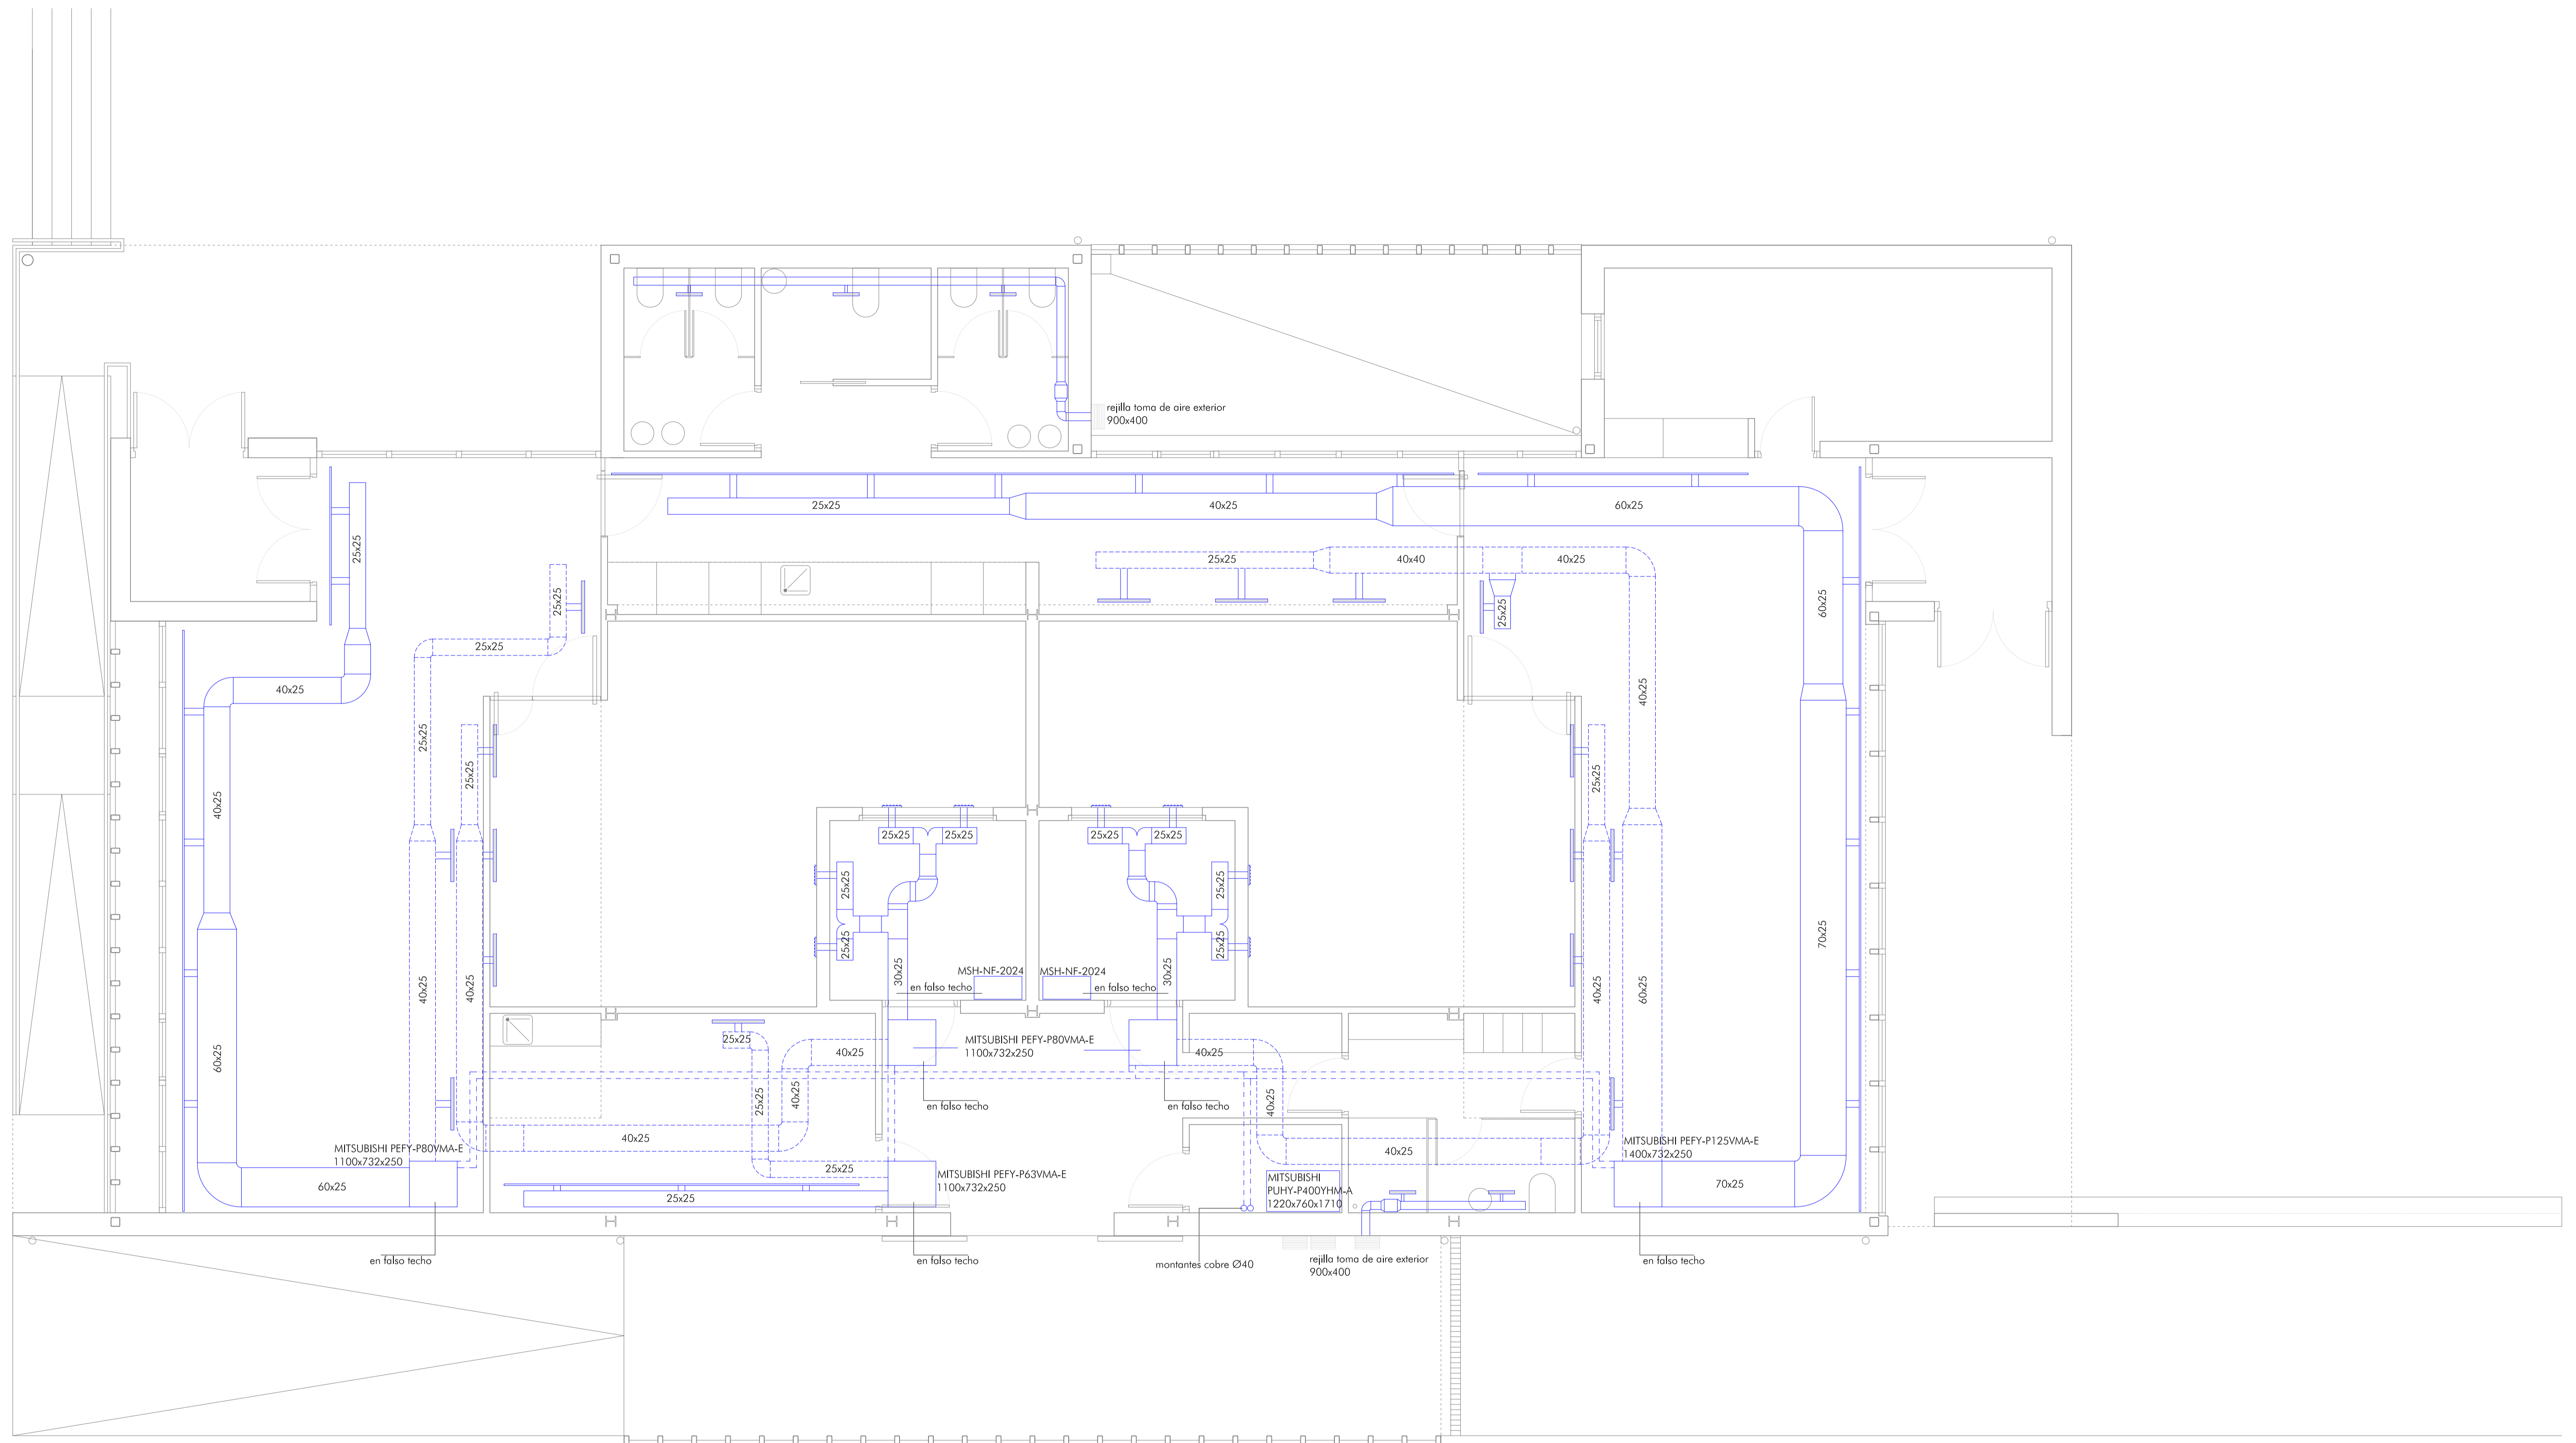 rejilla toma de aire exterior
900x400
25x25
40x25
60x25
25x25
25x25
40x40
40x25
25x25
25x25
60x25
25x25
40x25
40x25
25x25
25x25
25x25
40x25
25x25
25x25
25x25
25x25
25x25
25x25
25x25
25x25
25x25
70x25
40x25
40x25
30x25
30x25
40x25
60x25
MSH-NF-2024
MSH-NF-2024
en falso techo
en falso techo
60x25
25x25
40x25
MITSUBISHI PEFY-P80VMA-E
1100x732x250
40x25
25x25
40x25
40x25
en falso techo
en falso techo
40x25
40x25
MITSUBISHI PEFY-P80VMA-E
1100x732x250
MITSUBISHI PEFY-P125VMA-E
1400x732x250
25x25
MITSUBISHI PEFY-P63VMA-E
1100x732x250
MITSUBISHI
PUHY-P400YHM-A
1220x760x1710
60x25
25x25
70x25
en falso techo
en falso techo
montantes cobre Ø40
rejilla toma de aire exterior
900x400
en falso techo